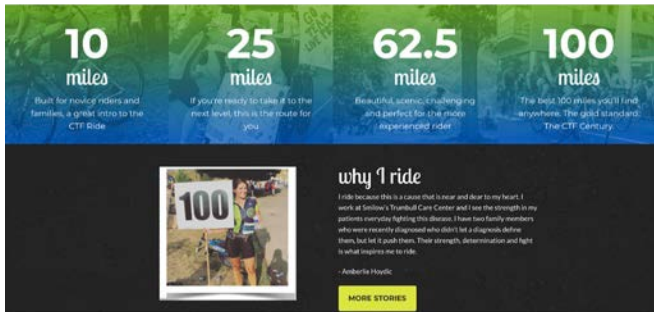 10
miles
Built for novice riders and
families, a great intro to the
CTF Ride
25
miles
If you're ready to take it to the
next level, this is the route for
you
62.5
miles
Beautiful, scenic, challenging
and perfect for the more
experienced rider
100
miles
The best 100 miles you'll find
anywhere. The gold standard.
The CTF Century.
100
why I ride
I ride because this is a cause that is near and dear to my heart. I
work at Smilow's Trumbull Care Center and I see the strength in my
patients everyday fighting this disease. I have two family members
who were recently diagnosed who didn't let a diagnosis define
them, but let it push them. Their strength, determination and fight
is what inspires me to ride.
- Amberlie Hoydic
MORE STORIES